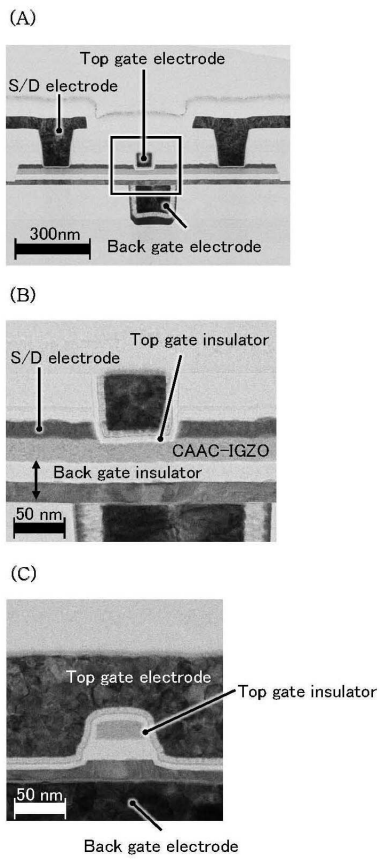 (A)
Top gate electrode
S/D electrode
300nm
Back gate electrode
(B)
Top gate insulator
S/D electrode
CAAC-IGZO
Back gate insulator
50 nm
(C)
Top gate electrode
Top gate insulator
50 nm
Back gate electrode